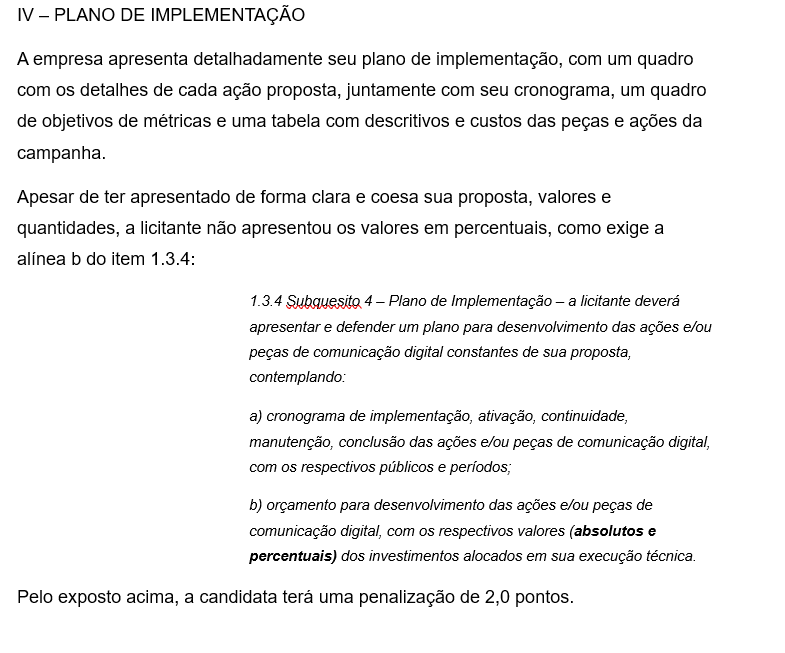 IV – PLANO DE IMPLEMENTAÇÃO
A empresa apresenta detalhadamente seu plano de implementação, com um quadro
com os detalhes de cada ação proposta, juntamente com seu cronograma, um quadro
de objetivos de métricas e uma tabela com descritivos e custos das peças e ações da
campanha.
Apesar de ter apresentado de forma clara e coesa sua proposta, valores e
quantidades, a licitante não apresentou os valores em percentuais, como exige a
alínea b do item 1.3.4:
1.3.4 Subquesito 4 – Plano de Implementação – a licitante deverá
apresentar e defender um plano para desenvolvimento das ações e/ou
peças de comunicação digital constantes de sua proposta,
contemplando:
a) cronograma de implementação, ativação, continuidade,
manutenção, conclusão das ações e/ou peças de comunicação digital,
com os respectivos públicos e períodos;
b) orçamento para desenvolvimento das ações e/ou peças de
comunicação digital, com os respectivos valores (absolutos e
percentuais) dos investimentos alocados em sua execução técnica.
Pelo exposto acima, a candidata terá uma penalização de 2,0 pontos.